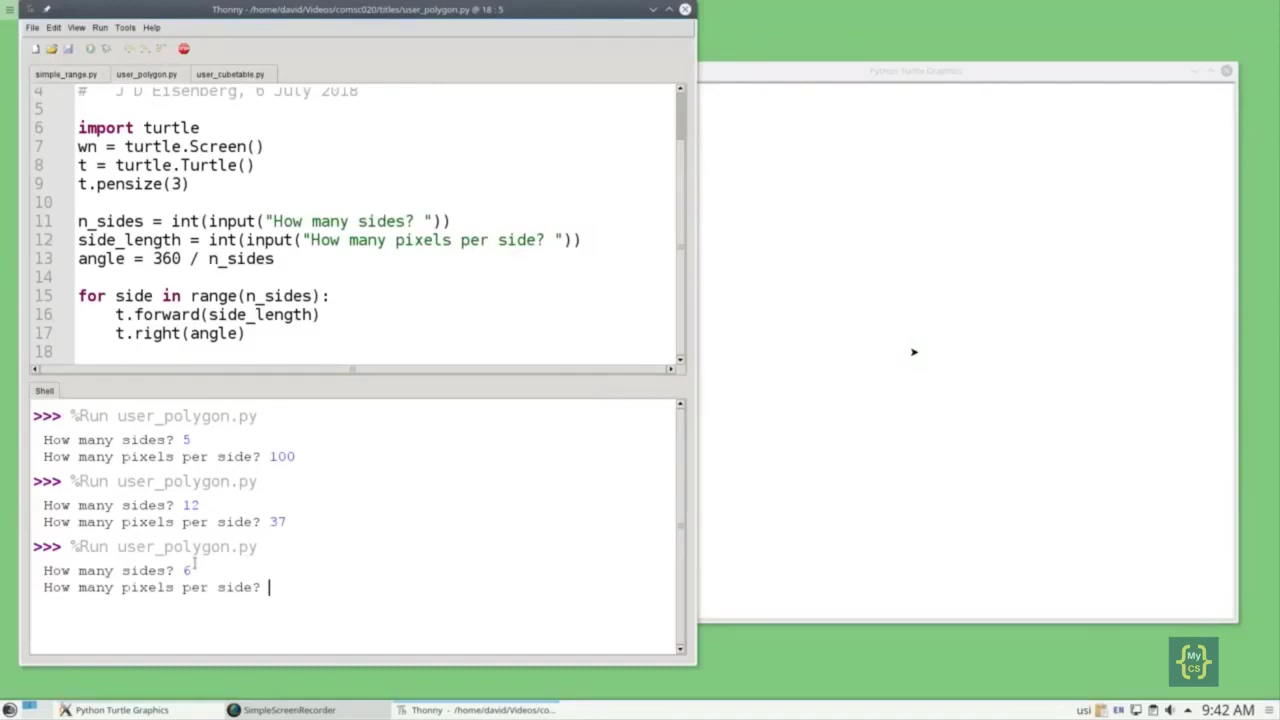 Thonny - /home/david/Videos/comsc020/titles/user_polygon.py @ 18 : 5
File Edit View Run Tools Help
simple_range.py user_polygon.py user_cubetable.py
4 # J D Eisenberg, 6 July 2018
5
6 import turtle
7 wn = turtle.Screen()
8 t = turtle.Turtle()
9 t.pensize(3)
10
11 n_sides = int(input("How many sides? "))
12 side_length = int(input("How many pixels per side? "))
13 angle = 360 / n_sides
14
15 for side in range(n_sides):
16 t.forward(side_length)
17 t.right(angle)
18
Shell
>>> %Run user_polygon.py
How many sides? 5
How many pixels per side? 100
>>> %Run user_polygon.py
How many sides? 12
How many pixels per side? 37
>>> %Run user_polygon.py
How many sides? 6
How many pixels per side?
Python Turtle Graphics
{My CS}
Python Turtle Graphics SimpleScreenRecorder Thonny - /home/david/Videos/co... usi EN 9:42 AM